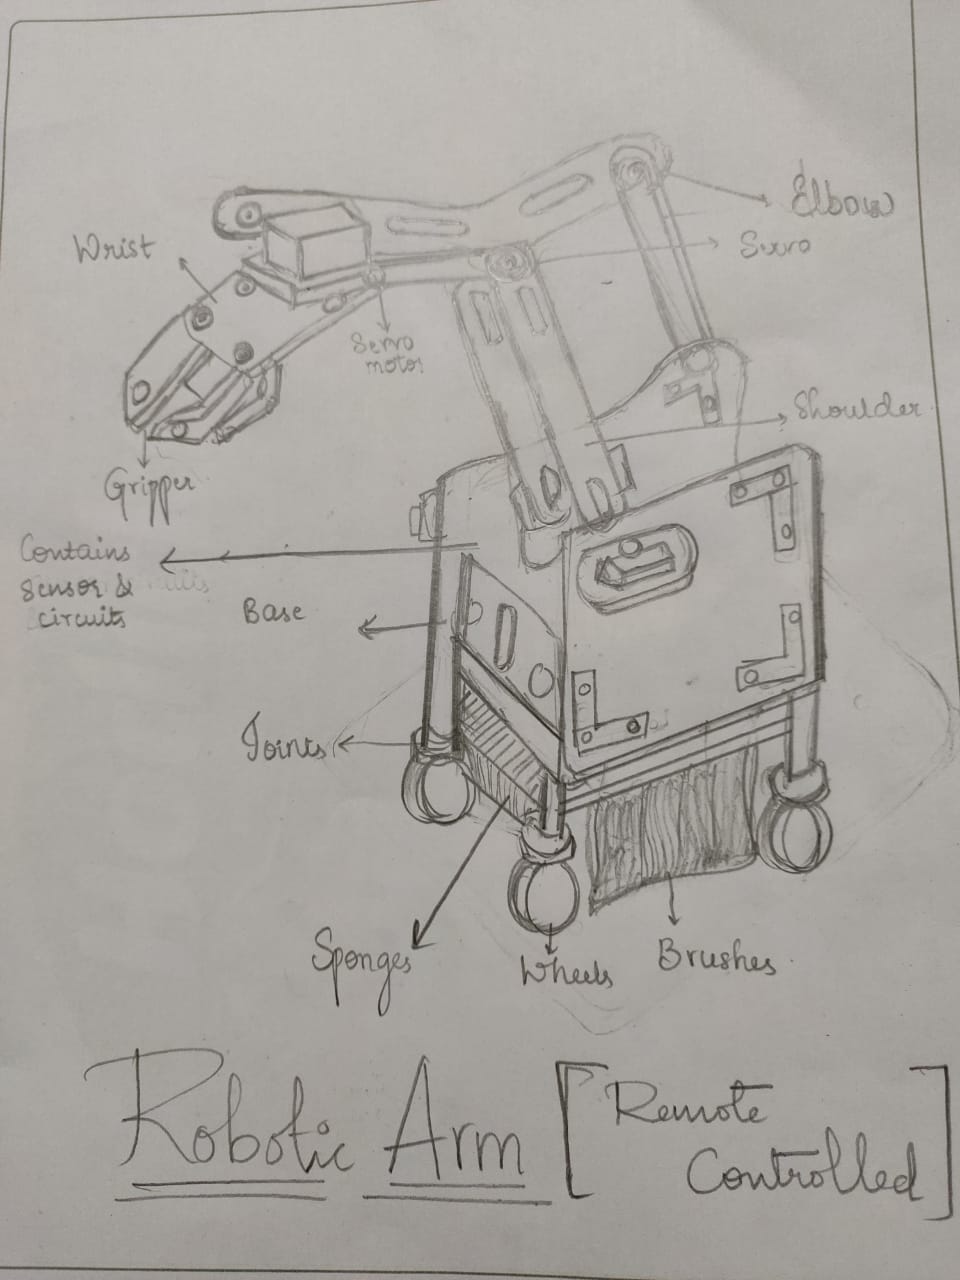 Elbow
Wrist
Servo
Servo
motor
Shoulder
Gripper
Contains
sensor &
circuits
Base
Joints
Sponges
Wheels
Brushes
Robotic Arm [Remote
Controlled]